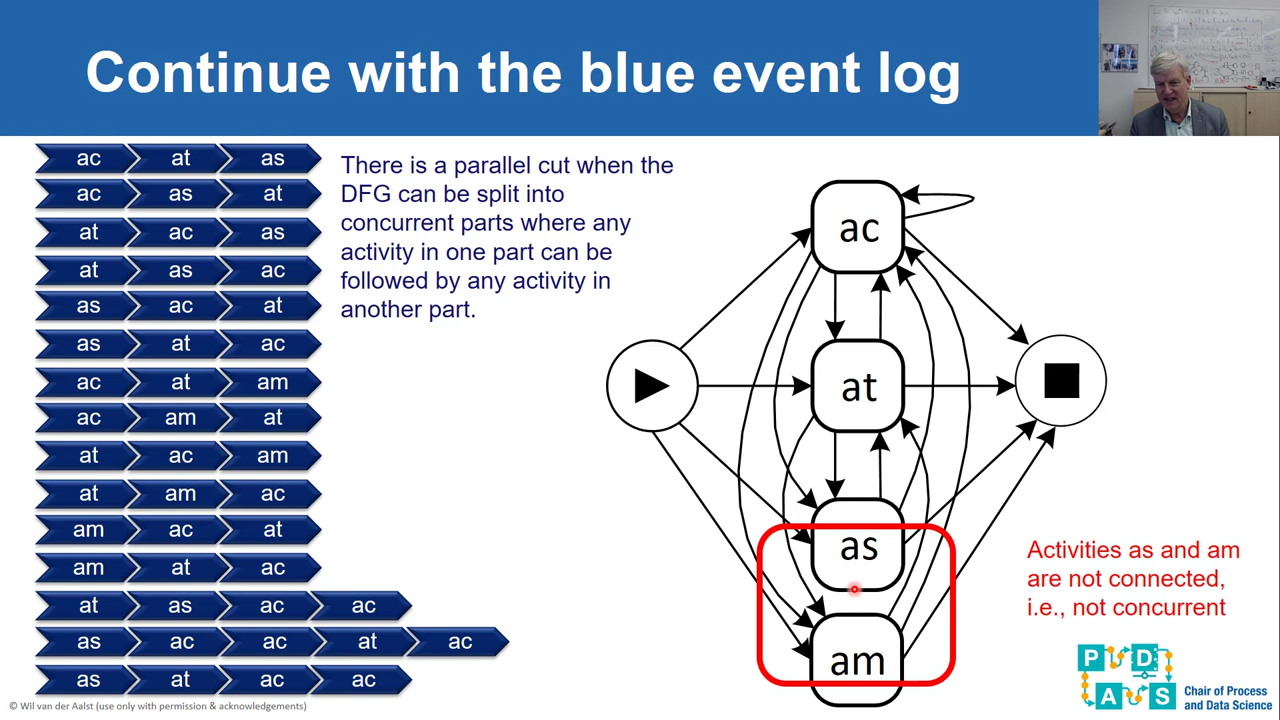 Continue with the blue event log
ac at as
ac as at
at ac as
at as ac
as ac at
as at ac
ac at am
ac am at
at ac am
at am ac
am ac at
am at ac
at as ac ac
as ac ac at ac
as at ac ac
There is a parallel cut when the
DFG can be split into
concurrent parts where any
activity in one part can be
followed by any activity in
another part.
ac
at
as
am
Activities as and am
are not connected,
i.e., not concurrent
P D
A S
Chair of Process
and Data Science
© Wil van der Aalst (use only with permission & acknowledgements)